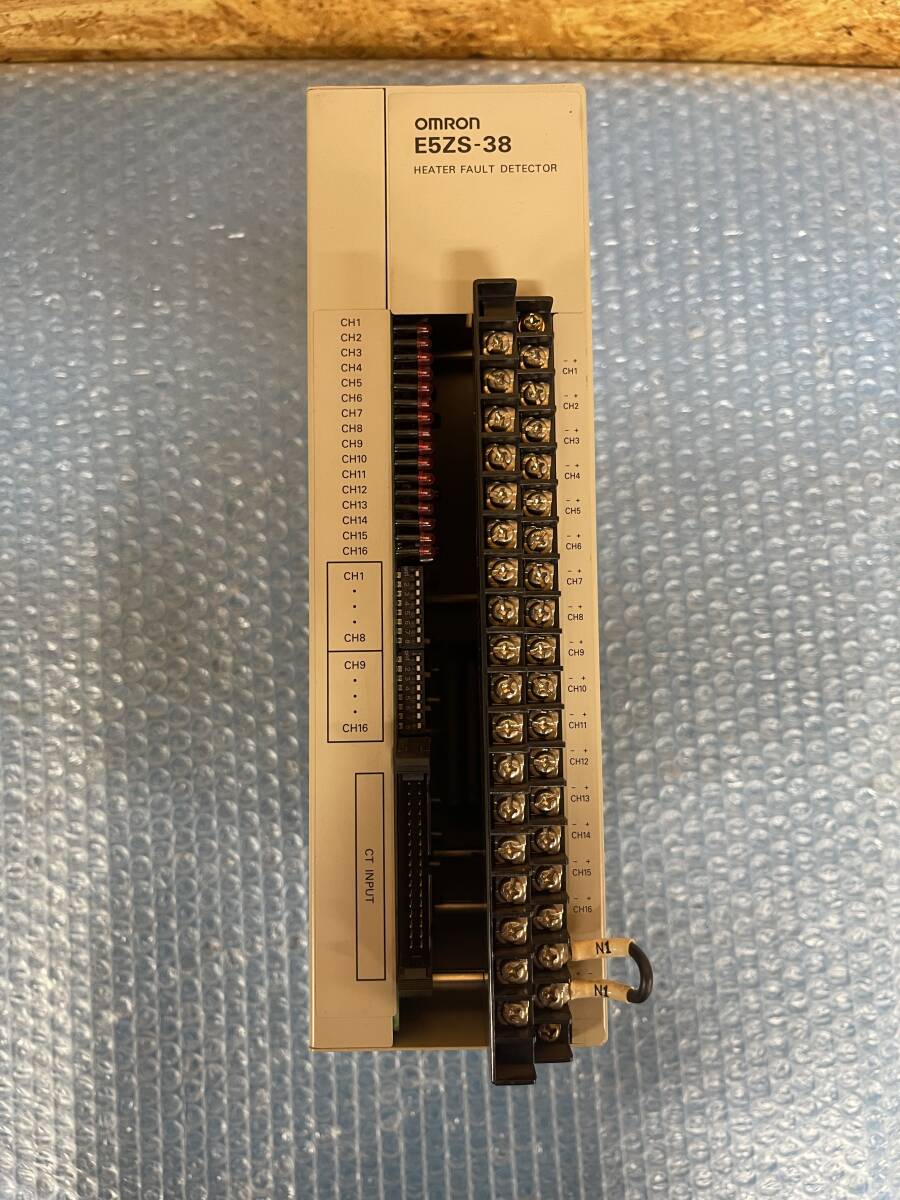 OMRON
E5ZS-38
HEATER FAULT DETECTOR
CH1
CH2
CH3
CH4
CH5
CH6
CH7
CH8
CH9
CH10
CH11
CH12
CH13
CH14
CH15
CH16
CH1
CH8
CH9
CH16
CT INPUT
- +
CH1
- +
CH2
- +
CH3
- +
CH4
- +
CH5
- +
CH6
- +
CH7
- +
CH8
- +
CH9
- +
CH10
- +
CH11
- +
CH12
- +
CH13
- +
CH14
- +
CH15
- +
CH16
N1
N1